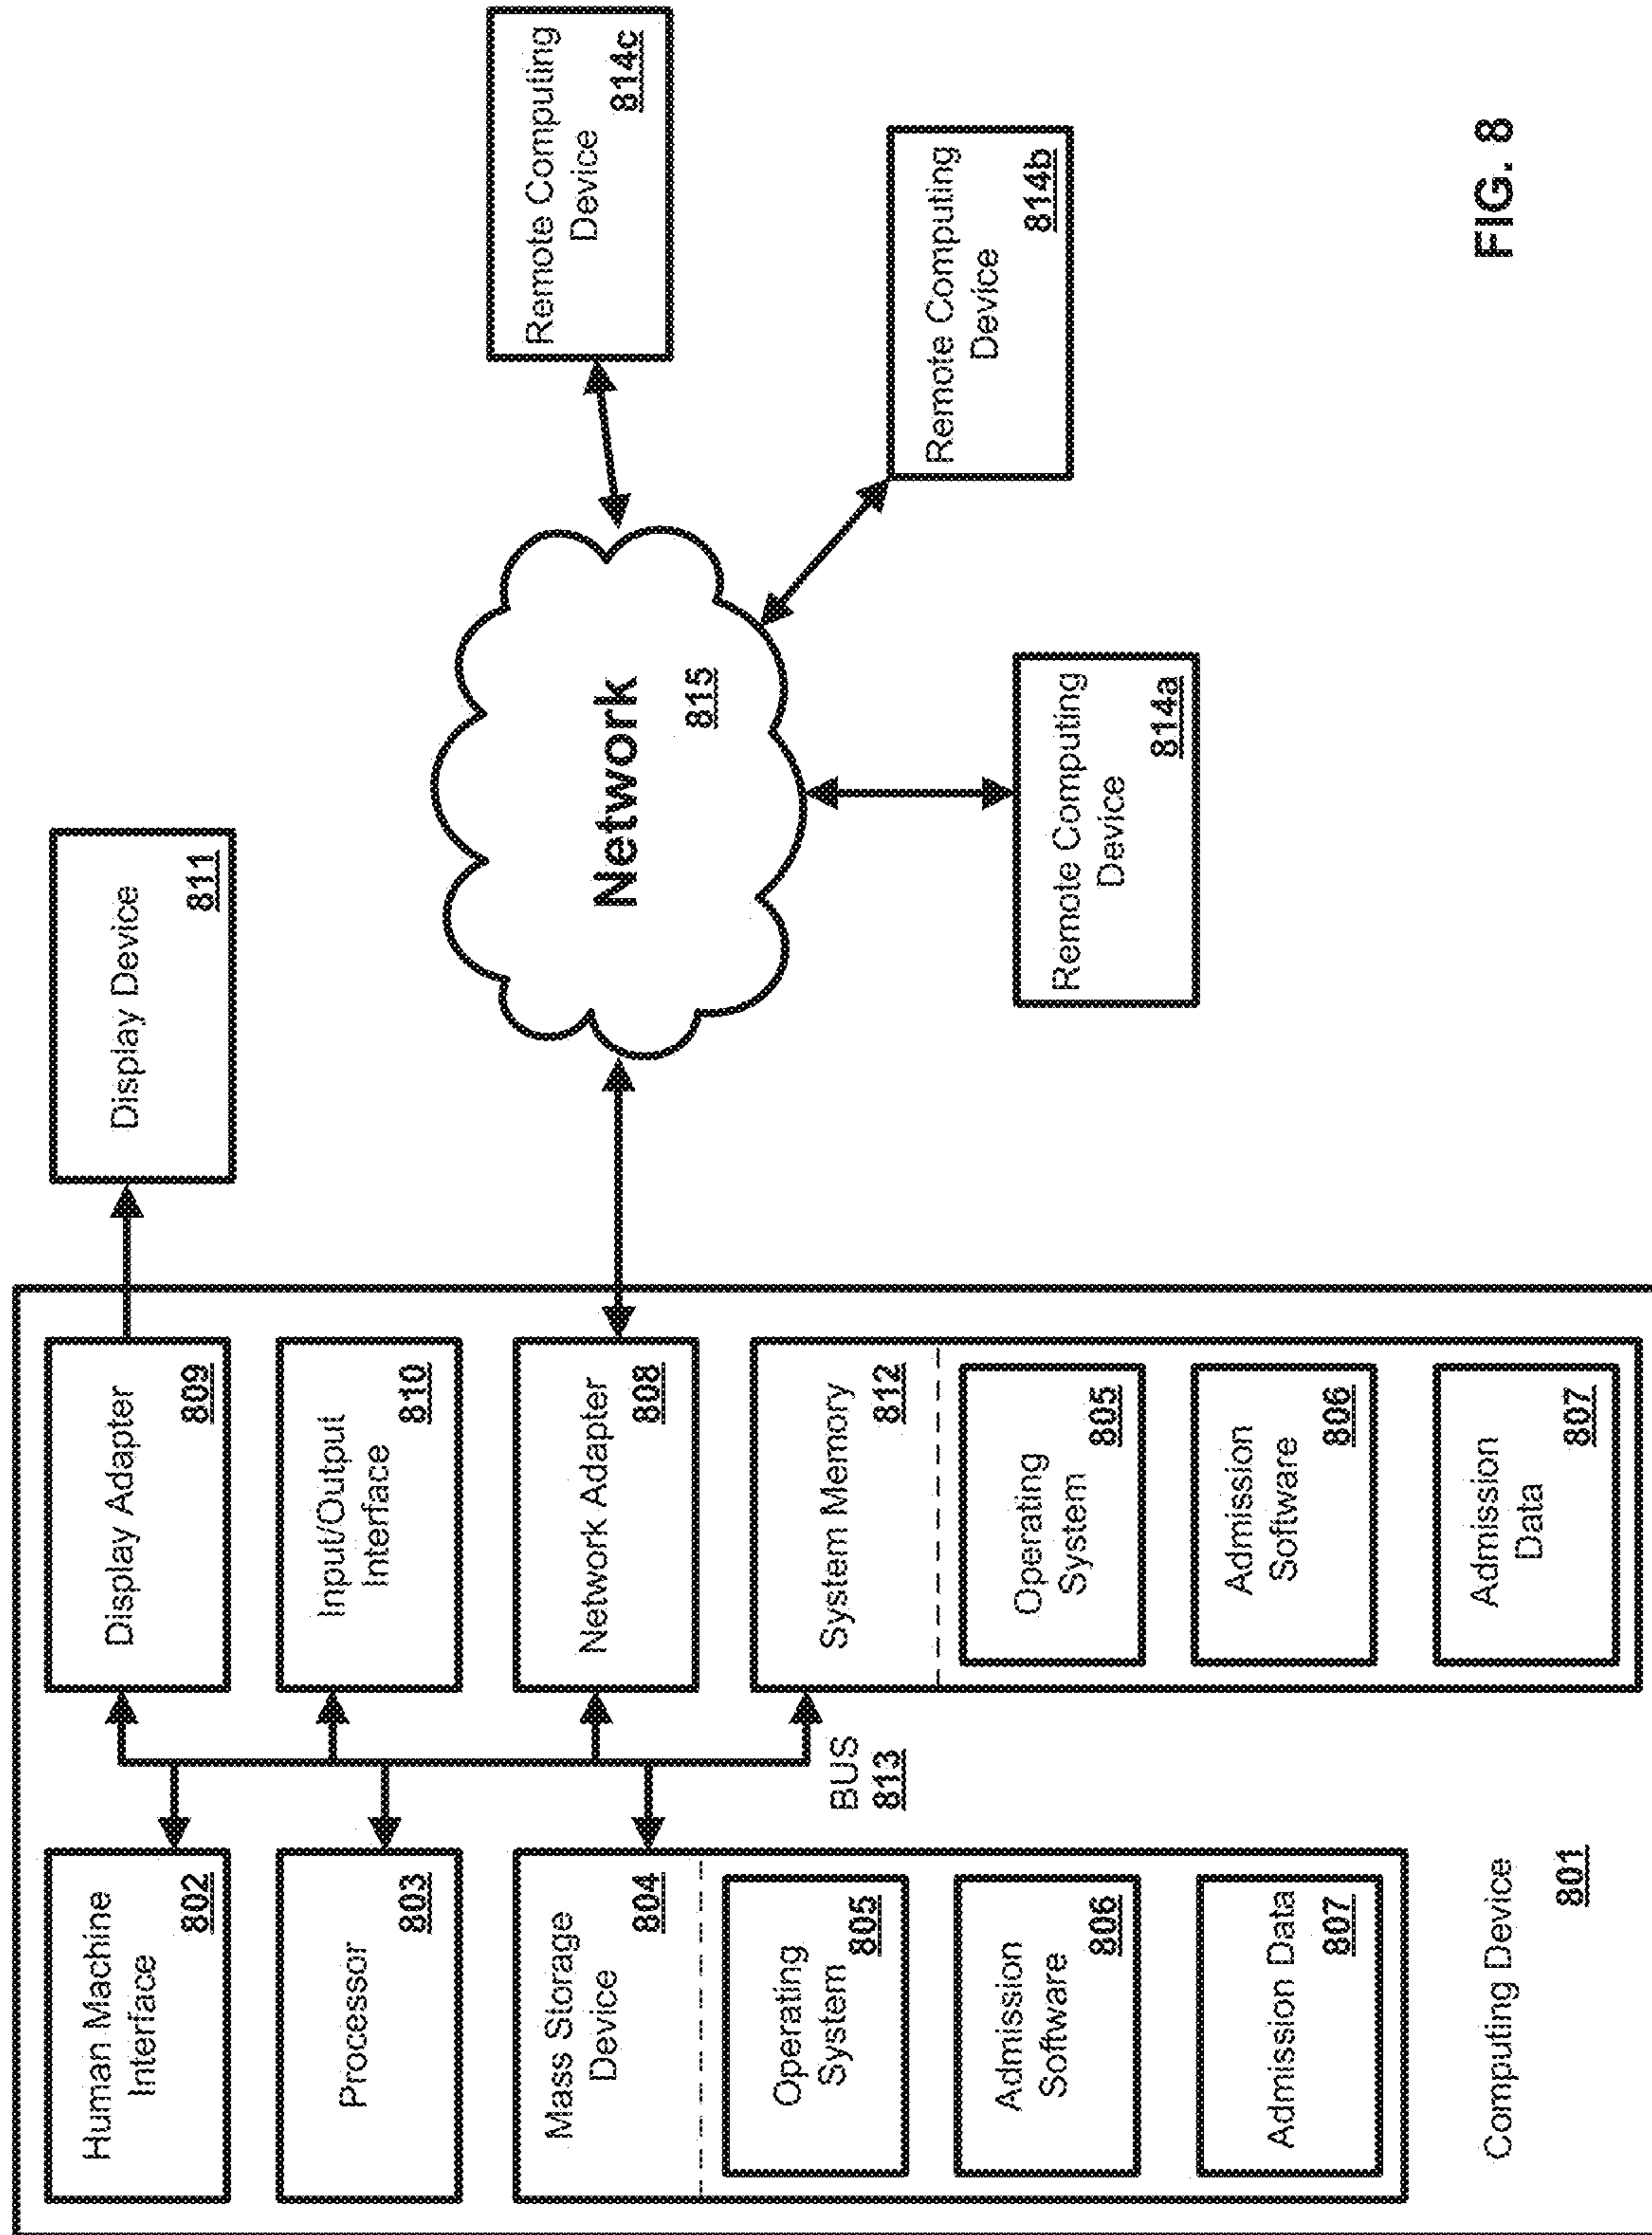 Human Machine
Interface
802
Processor
803
Mass Storage
Device
804
Operating
System
805
Admission
Software
806
Admission Data
807
Computing Device
801
BUS
813
Display Adapter
809
Input/Output
Interface
810
Network Adapter
808
System Memory
812
Operating
System
805
Admission
Software
806
Admission
Data
807
Display Device
811
Network
815
Remote Computing
Device
814a
Remote Computing
Device
814b
Remote Computing
Device
814c
FIG. 8